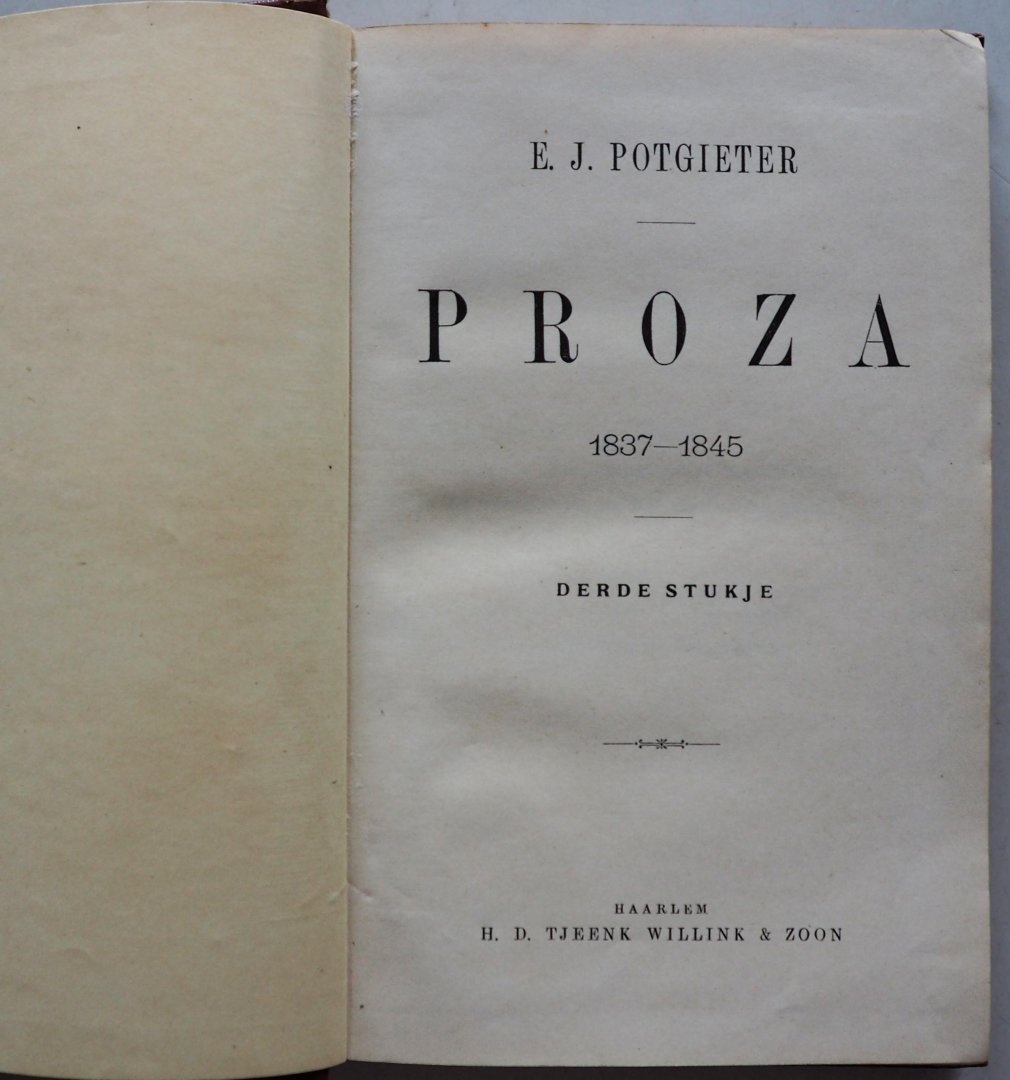 E. J. POTGIETER
PROZA
1837—1845
DERDE STUKJE
HAARLEM
H. D. TJEENK WILLINK & ZOON